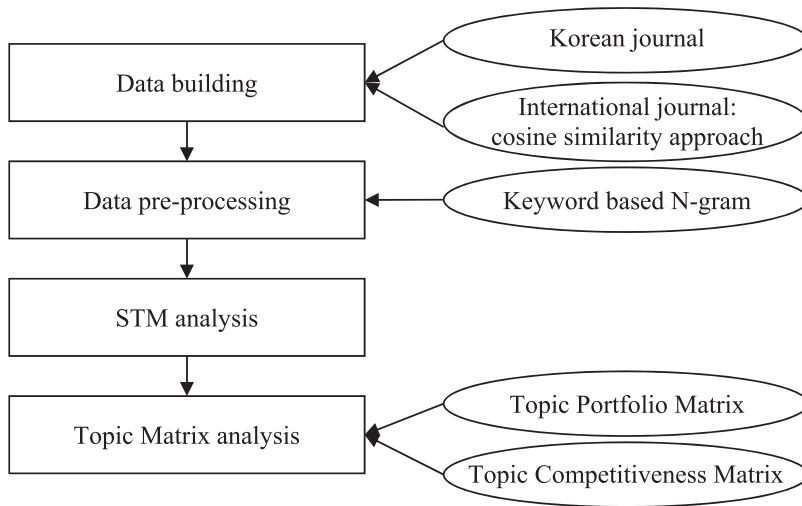 Korean journal
Data building
International journal:
cosine similarity approach
Data pre-processing
Keyword based N-gram
STM analysis
Topic Portfolio Matrix
Topic Matrix analysis
Topic Competitiveness Matrix